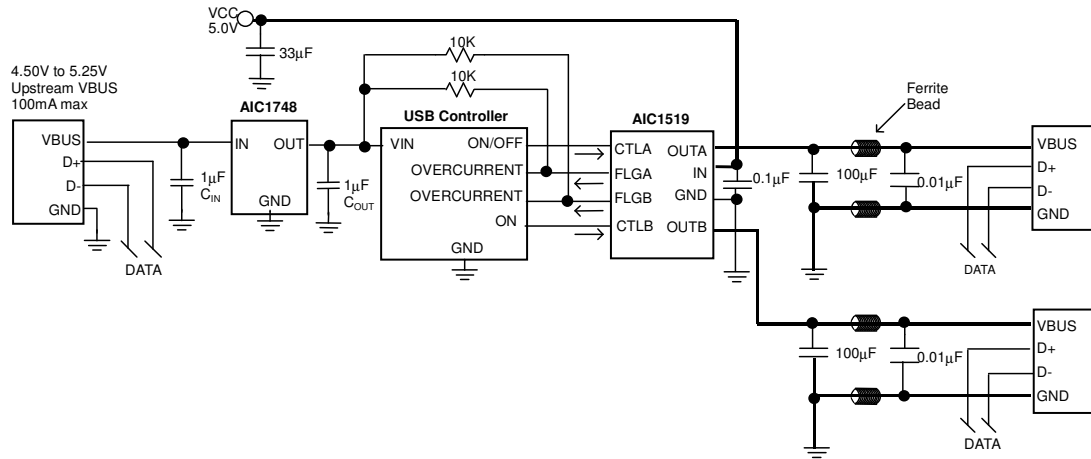 VCC
5.0V
33µF
10K
10K
4.50V to 5.25V
Upstream VBUS
100mA max
VBUS
D+
D-
GND
DATA
1µF
CIN
AIC1748
IN
OUT
GND
1µF
COUT
USB Controller
VIN
ON/OFF
OVERCURRENT
OVERCURRENT
ON
GND
AIC1519
CTLA
FLGA
FLGB
CTLB
OUTA
IN
GND
OUTB
0.1µF
Ferrite
Bead
100µF
0.01µF
VBUS
D+
D-
GND
DATA
100µF
0.01µF
VBUS
D+
D-
GND
DATA